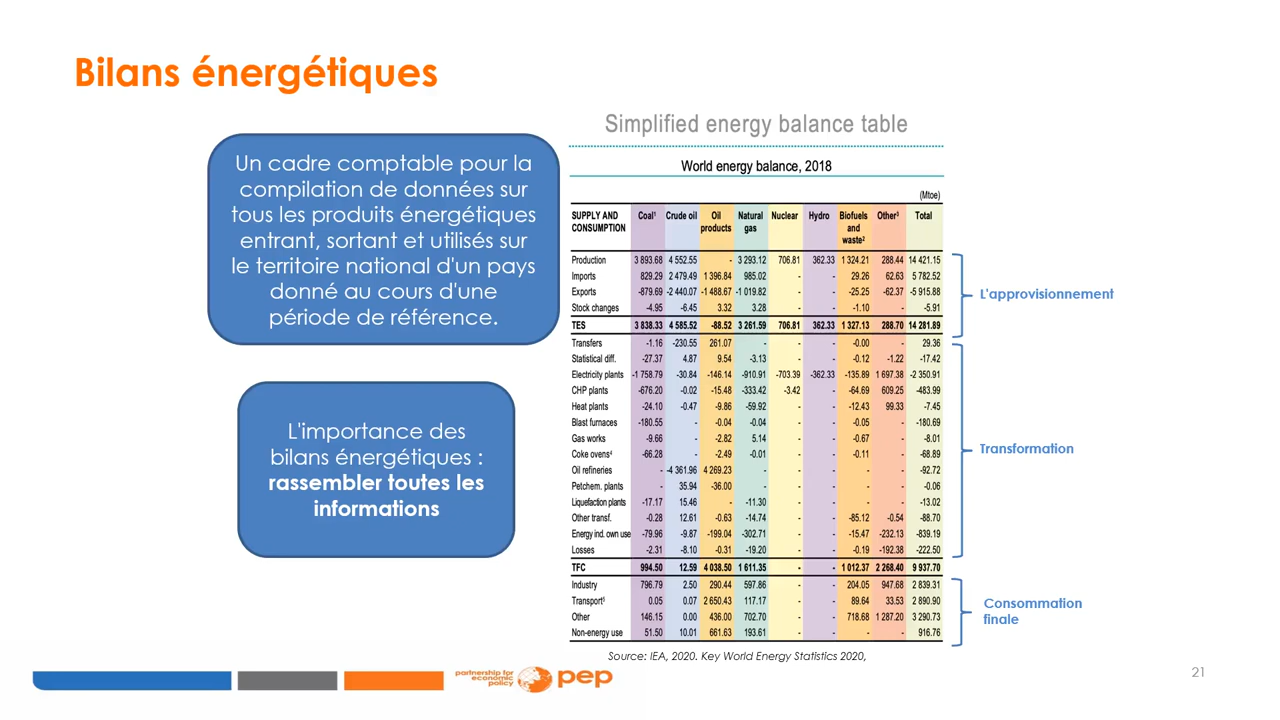 Bilans énergétiques
Un cadre comptable pour la
compilation de données sur
tous les produits énergétiques
entrant, sortant et utilisés sur
le territoire national d'un pays
donné au cours d'une
période de référence.
L'importance des
bilans énergétiques :
rassembler toutes les
informations
Simplified energy balance table
World energy balance, 2018
(Mtoe)
SUPPLY AND CONSUMPTION Coal¹ Crude oil Oil products Natural gas Nuclear Hydro Biofuels and waste² Other³ Total
Production 3 893.68 4 552.55 - 3 293.12 706.81 362.33 1 324.21 288.44 14 421.15
Imports 829.29 2 479.49 1 396.84 985.02 - - 29.26 62.63 5 782.52
Exports -879.69 -2 440.07 -1 488.67 -1 019.82 - - -25.25 -62.37 -5 915.88
Stock changes -4.95 -6.45 3.32 3.28 - - -1.10 - -5.91
TES 3 838.33 4 585.52 -88.52 3 261.59 706.81 362.33 1 327.13 288.70 14 281.89
Transfers -1.16 -230.55 261.07 - - - -0.00 - 29.36
Statistical diff. -27.37 4.87 9.54 -3.13 - - -0.12 -1.22 -17.42
Electricity plants -1 758.79 -30.84 -146.14 -910.91 -703.39 -362.33 -135.89 1 697.38 -2 350.91
CHP plants -676.20 -0.02 -15.48 -333.42 -3.42 - -64.69 609.25 -483.99
Heat plants -24.10 -0.47 -9.86 -59.92 - - -12.43 99.33 -7.45
Blast furnaces -180.55 - -0.04 -0.04 - - -0.05 - -180.69
Gas works -9.66 - -2.82 5.14 - - -0.67 - -8.01
Coke ovens⁴ -66.28 - -2.49 -0.01 - - -0.11 - -68.89
Oil refineries - -4 361.96 4 269.23 - - - - - -92.72
Petchem. plants - 35.94 -36.00 - - - - - -0.06
Liquefaction plants -17.17 15.46 - -11.30 - - - - -13.02
Other transf. -0.28 12.61 -0.63 -14.74 - - -85.12 -0.54 -88.70
Energy ind. own use -79.96 -9.87 -199.04 -302.71 - - -15.47 -232.13 -839.19
Losses -2.31 -8.10 -0.31 -19.20 - - -0.19 -192.38 -222.50
TFC 994.50 12.59 4 038.50 1 611.35 - - 1 012.37 2 268.40 9 937.70
Industry 796.79 2.50 290.44 597.86 - - 204.05 947.68 2 839.31
Transport⁵ 0.05 0.07 2 650.43 117.17 - - 89.64 33.53 2 890.90
Other 146.15 0.00 436.00 702.70 - - 718.68 1 287.20 3 290.73
Non-energy use 51.50 10.01 661.63 193.61 - - - - 916.76
L'approvisionnement
Transformation
Consommation
finale
Source: IEA, 2020. Key World Energy Statistics 2020,
partnership for
economic
policy
pep
21